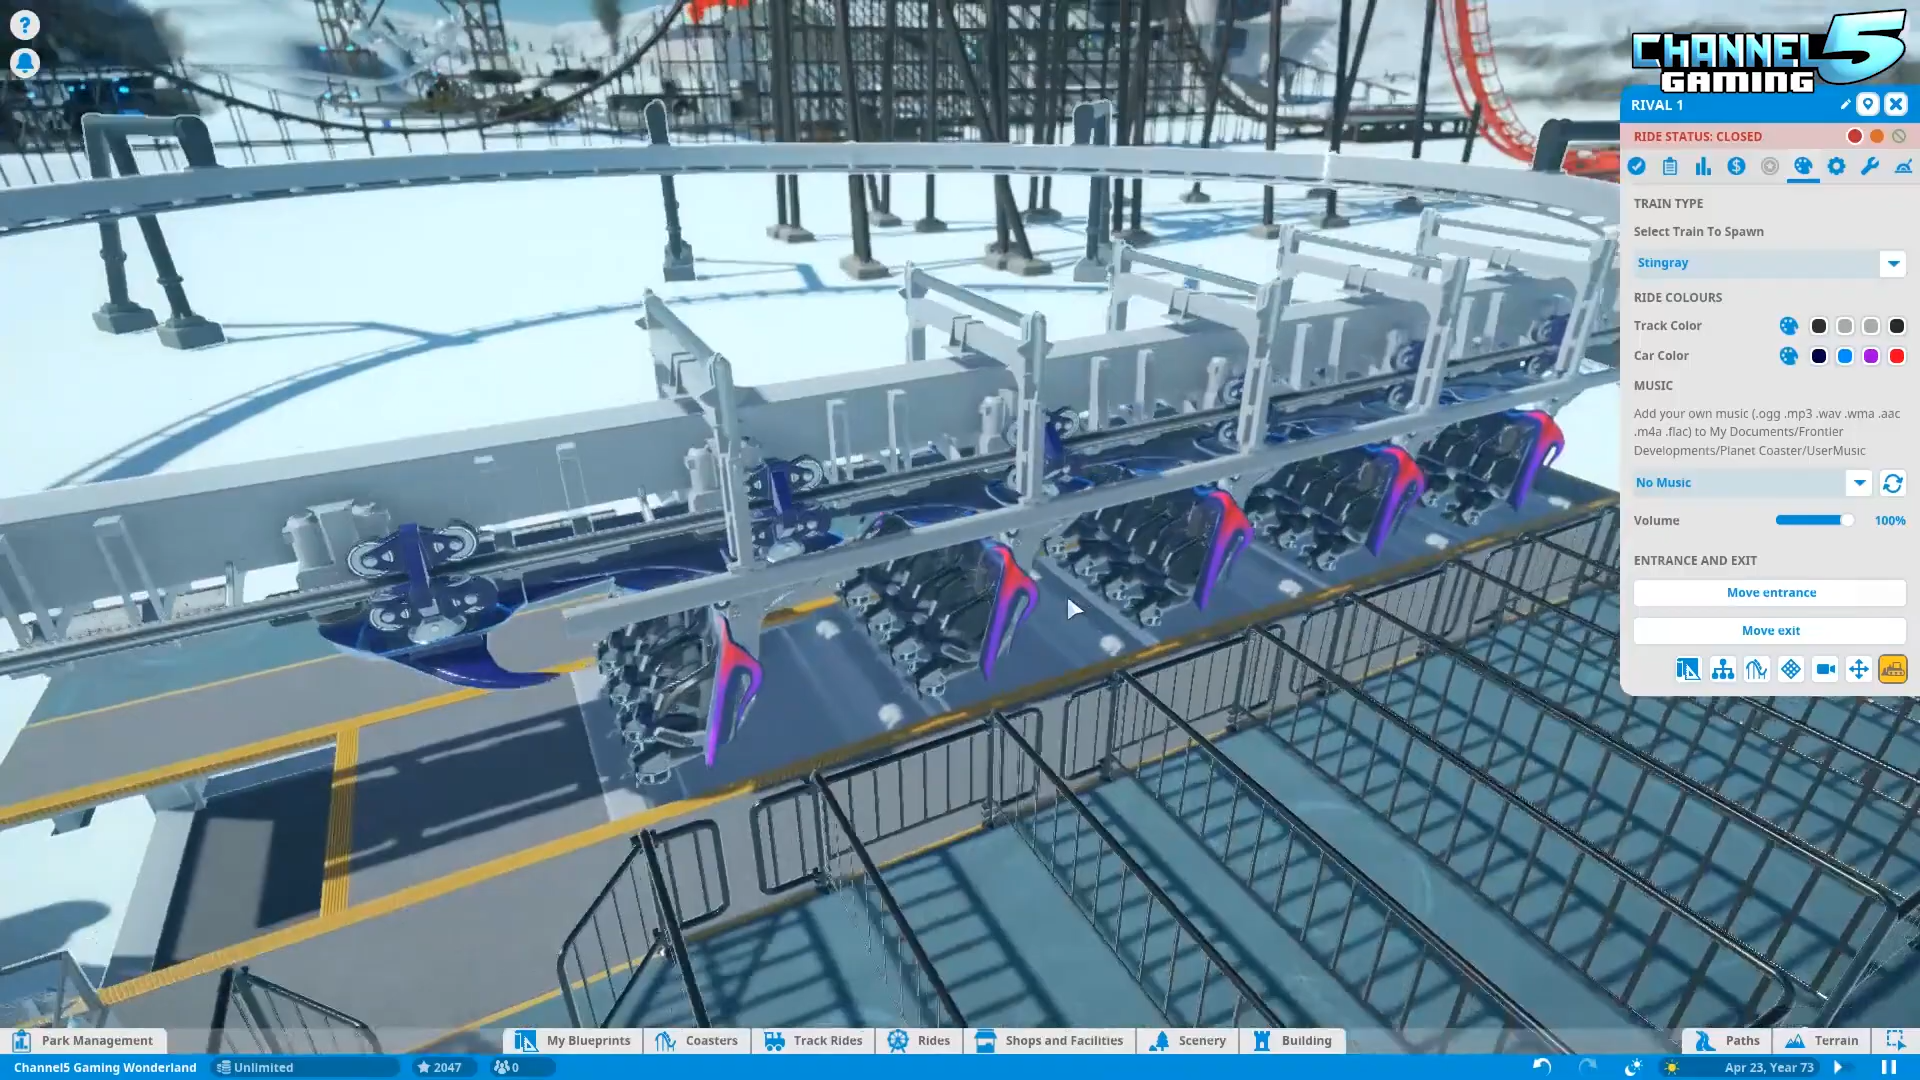 CHANNEL 5
GAMING
RIVAL 1
RIDE STATUS: CLOSED
TRAIN TYPE
Select Train To Spawn
Stingray
RIDE COLOURS
Track Color
Car Color
MUSIC
Add your own music (.ogg .mp3 .wav .wma .aac
.m4a .flac) to My Documents/Frontier
Developments/Planet Coaster/UserMusic
No Music
Volume 100%
ENTRANCE AND EXIT
Move entrance
Move exit
Park Management My Blueprints Coasters Track Rides Rides Shops and Facilities Scenery Building Paths Terrain
Channel5 Gaming Wonderland Unlimited 2047 0 Apr 23, Year 73